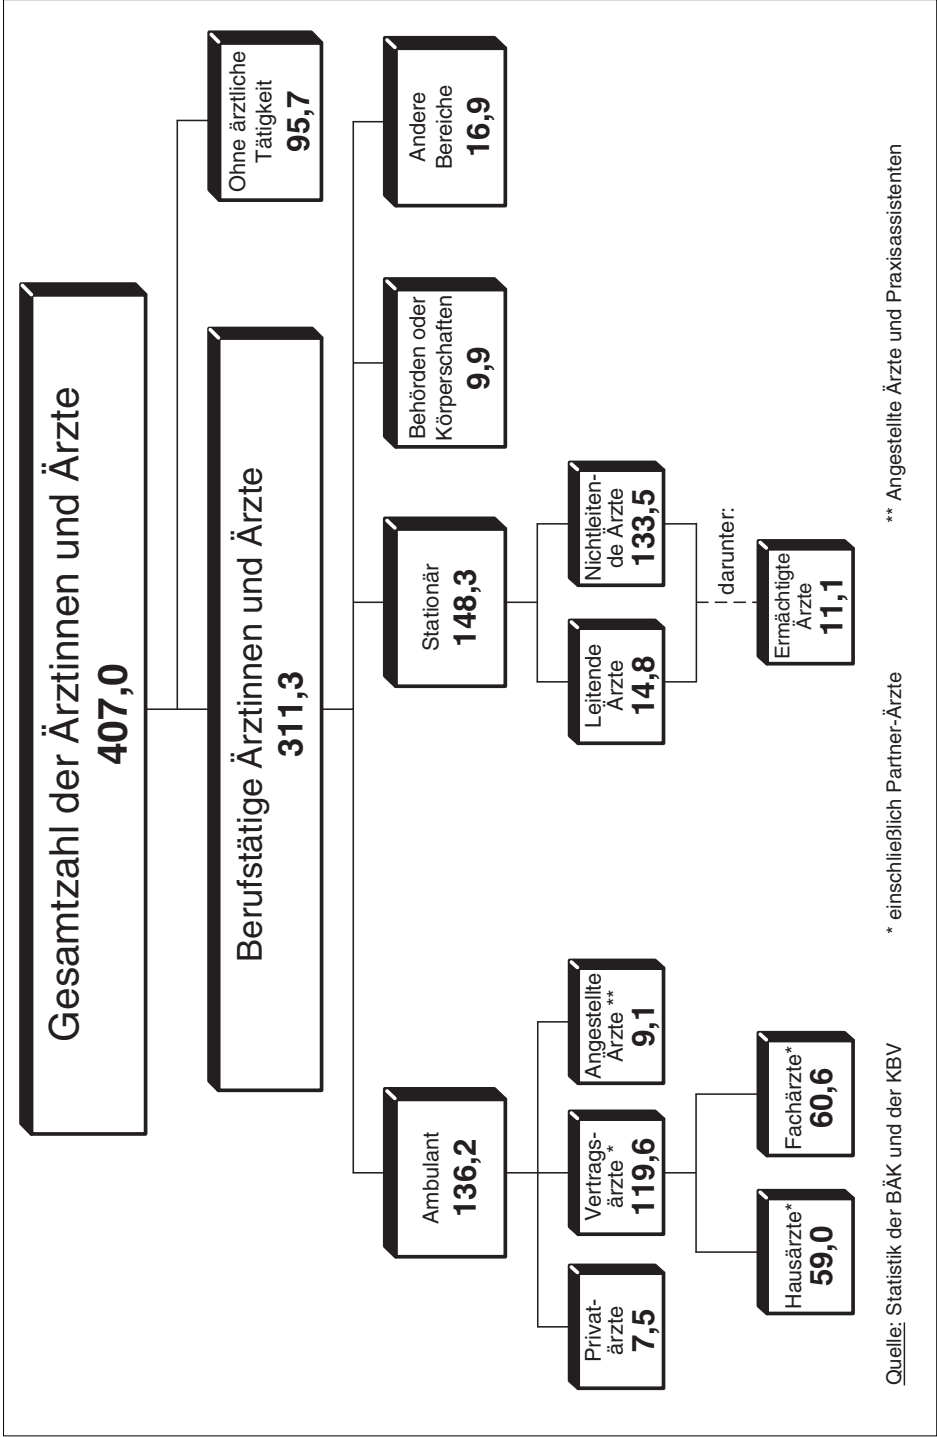 Gesamtzahl der Ärztinnen und Ärzte
407,0
Berufstätige Ärztinnen und Ärzte
311,3
Ohne ärztliche
Tätigkeit
95,7
Ambulant
136,2
Stationär
148,3
Behörden oder
Körperschaften
9,9
Andere
Bereiche
16,9
Privat-
ärzte
7,5
Vertrags-
ärzte*
119,6
Angestellte
Ärzte **
9,1
Leitende
Ärzte
14,8
Nichtleiten-
de Ärzte
133,5
darunter:
Hausärzte*
59,0
Fachärzte*
60,6
Ermächtigte
Ärzte
11,1
Quelle: Statistik der BÄK und der KBV
* einschließlich Partner-Ärzte
** Angestellte Ärzte und Praxisassistenten